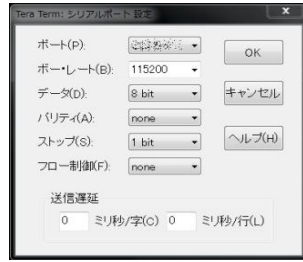 Tera Term: シリアルポート 設定
ポート(P):
OK
ボー・レート(B): 115200
データ(D): 8 bit
キャンセル
パリティ(A): none
ストップ(S): 1 bit
ヘルプ(H)
フロー制御(F): none
送信遅延
0 ミリ秒/字(C) 0 ミリ秒/行(L)